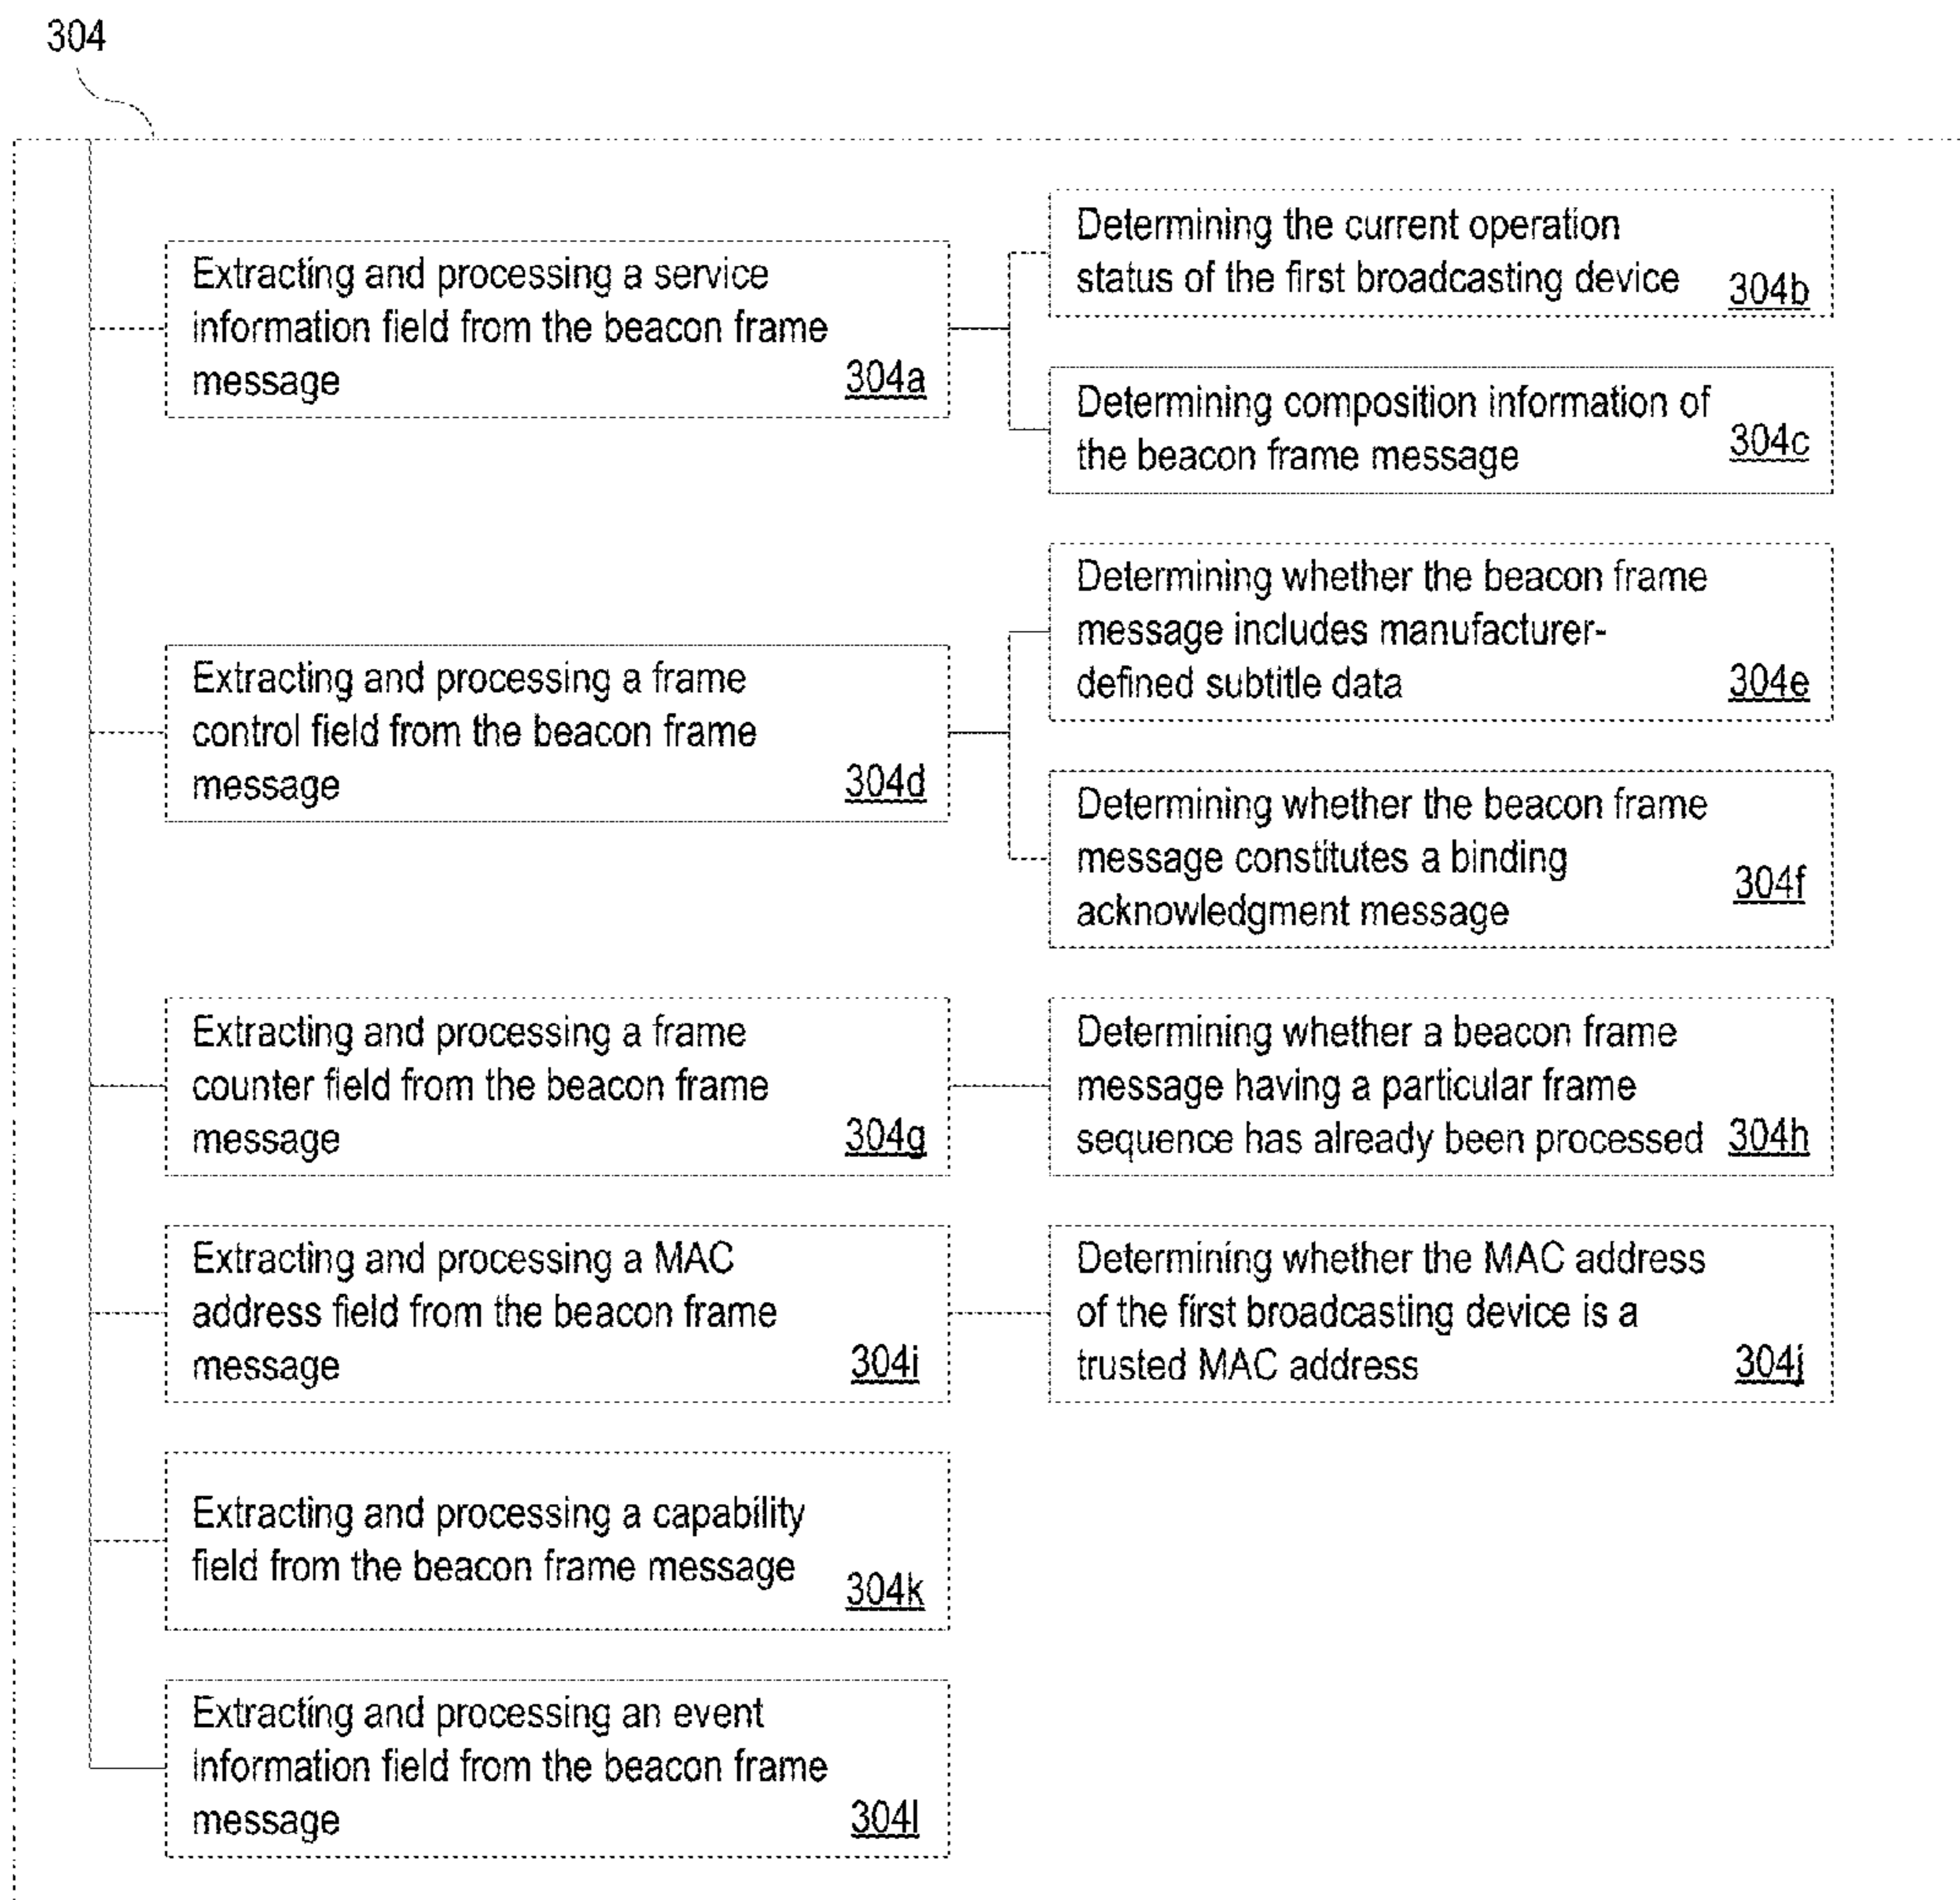 304
Extracting and processing a service
information field from the beacon frame
message
304a
Determining the current operation
status of the first broadcasting device
304b
Determining composition information of
the beacon frame message
304c
Extracting and processing a frame
control field from the beacon frame
message
304d
Determining whether the beacon frame
message includes manufacturer-
defined subtitle data
304e
Determining whether the beacon frame
message constitutes a binding
acknowledgment message
304f
Extracting and processing a frame
counter field from the beacon frame
message
304g
Determining whether a beacon frame
message having a particular frame
sequence has already been processed
304h
Extracting and processing a MAC
address field from the beacon frame
message
304i
Determining whether the MAC address
of the first broadcasting device is a
trusted MAC address
304j
Extracting and processing a capability
field from the beacon frame message
304k
Extracting and processing an event
information field from the beacon frame
message
304l